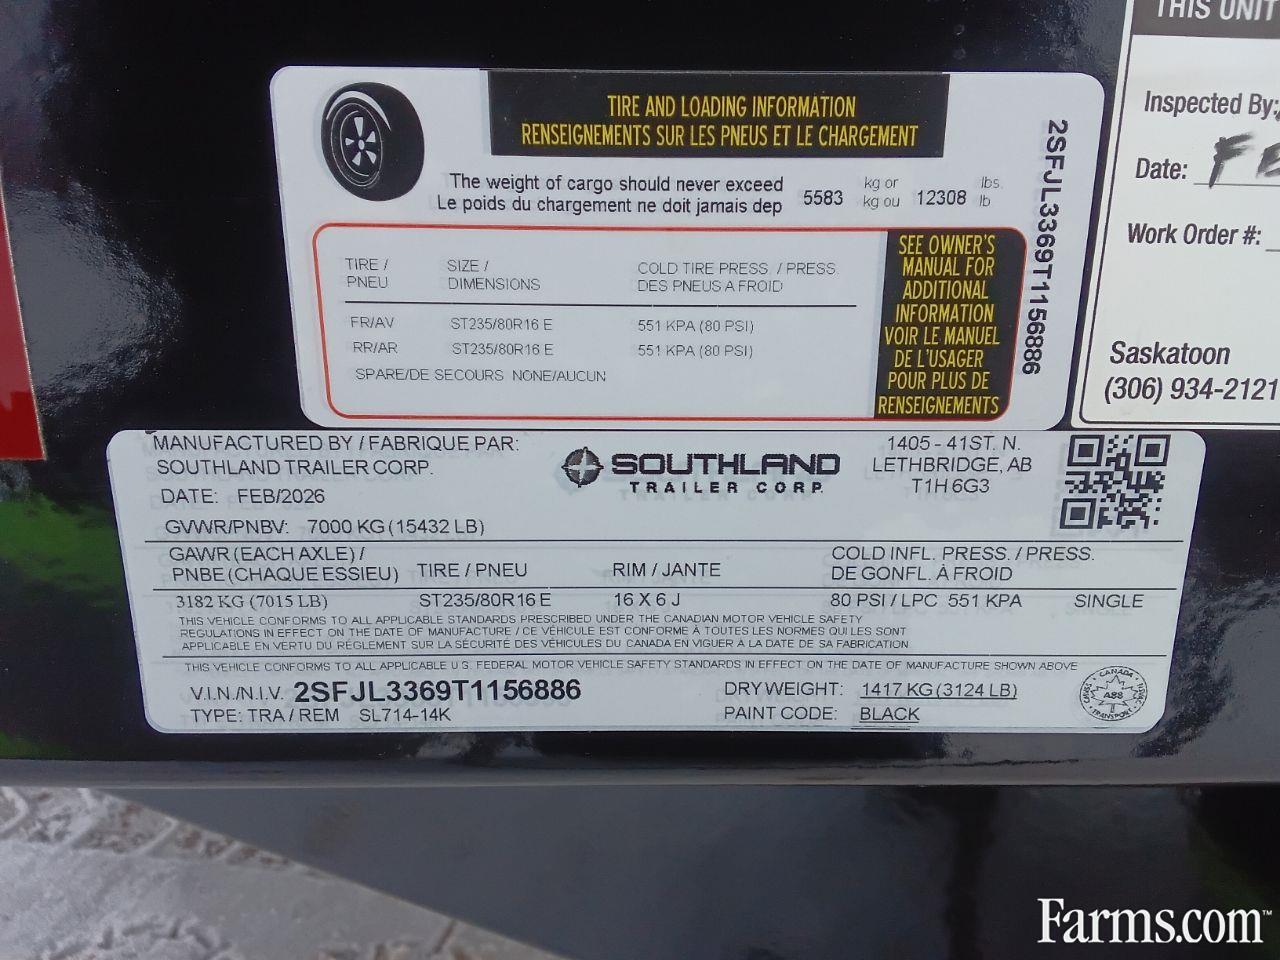 TIRE AND LOADING INFORMATION
RENSEIGNEMENTS SUR LES PNEUS ET LE CHARGEMENT
The weight of cargo should never exceed 5583 kg or 12308 lbs.
Le poids du chargement ne doit jamais dep kg ou lb
TIRE / SIZE / COLD TIRE PRESS. / PRESS
PNEU DIMENSIONS DES PNEUS A FROID
FR/AV ST235/80R16 E 551 KPA (80 PSI)
RR/AR ST235/80R16 E 551 KPA (80 PSI)
SPARE/DE SECOURS NONE/AUCUN
SEE OWNER'S
MANUAL FOR
ADDITIONAL
INFORMATION
VOIR LE MANUEL
DE L'USAGER
POUR PLUS DE
RENSEIGNEMENTS
2SFJL3369T1156886
THIS UNIT
Inspected By:
Date:
Work Order #:
Saskatoon
(306) 934-2121
MANUFACTURED BY / FABRIQUE PAR:
SOUTHLAND TRAILER CORP.
DATE: FEB/2026
GVWR/PNBV: 7000 KG (15432 LB)
SOUTHLAND
TRAILER CORP.
1405 - 41ST. N.
LETHBRIDGE, AB
T1H 6G3
GAWR (EACH AXLE) / COLD INFL. PRESS. / PRESS.
PNBE (CHAQUE ESSIEU) TIRE / PNEU RIM / JANTE DE GONFL. À FROID
3182 KG (7015 LB) ST235/80R16 E 16 X 6 J 80 PSI / LPC 551 KPA SINGLE
THIS VEHICLE CONFORMS TO ALL APPLICABLE STANDARDS PRESCRIBED UNDER THE CANADIAN MOTOR VEHICLE SAFETY
REGULATIONS IN EFFECT ON THE DATE OF MANUFACTURE / CE VÉHICULE EST CONFORME À TOUTES LES NORMES QUI LES SONT
APPLICABLE EN VERTU DU RÈGLEMENT SUR LA SÉCURITÉ DES VÉHICULES DU CANADA EN VIGUER A LA DATE DE SA FABRICATION
THIS VEHICLE CONFORMS TO ALL APPLICABLE U.S. FEDERAL MOTOR VEHICLE SAFETY STANDARDS IN EFFECT ON THE DATE OF MANUFACTURE SHOWN ABOVE
V.I.N./N.I.V. 2SFJL3369T1156886 DRY WEIGHT: 1417 KG (3124 LB)
TYPE: TRA / REM SL714-14K PAINT CODE: BLACK
CANADA
A88
TRANSPORT
Farms.com™